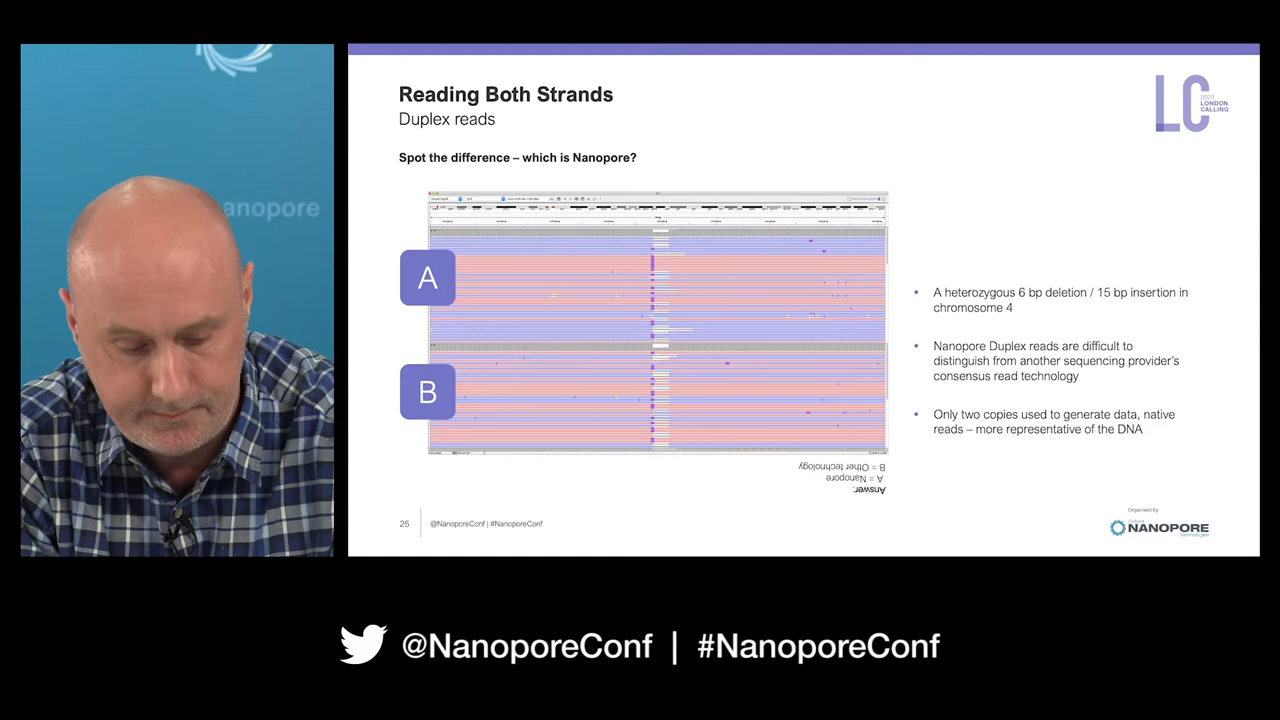 Reading Both Strands
Duplex reads
2021
LONDON
CALLING
LC
Spot the difference – which is Nanopore?
anopore
A
B
• A heterozygous 6 bp deletion / 15 bp insertion in
chromosome 4
• Nanopore Duplex reads are difficult to
distinguish from another sequencing provider's
consensus read technology
• Only two copies used to generate data, native
reads – more representative of the DNA
Answer:
A = Nanopore
B = Other technology
25
@NanoporeConf | #NanoporeConf
Organised by
Oxford
NANOPORE
Technologies
@NanoporeConf | #NanoporeConf